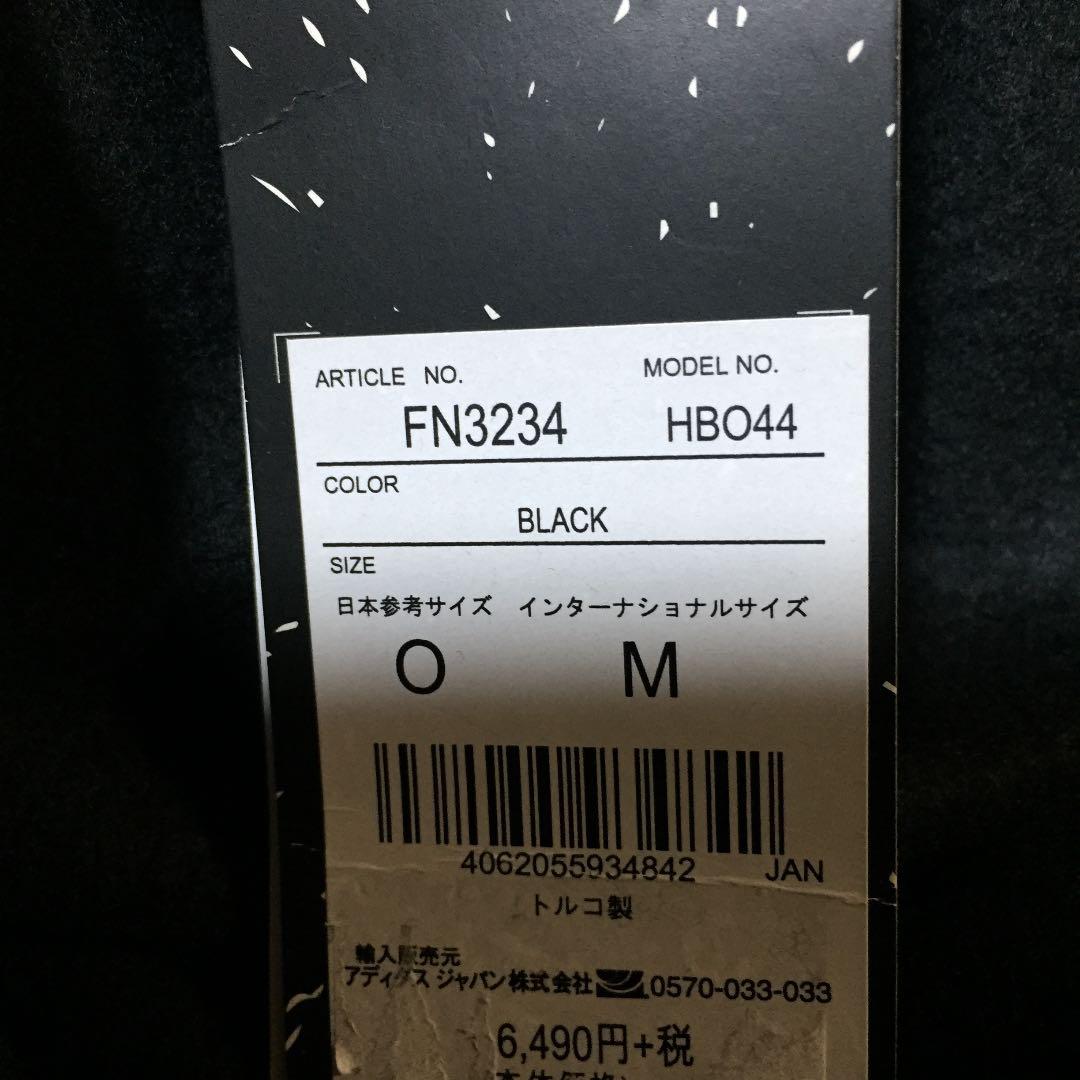 ARTICLE NO. MODEL NO.
FN3234 HBO44
COLOR
BLACK
SIZE
日本参考サイズ インターナショナルサイズ
O M
4062055934842 JAN
トルコ製
輸入販売元
アディダス ジャパン株式会社 0570-033-033
6,490円+税